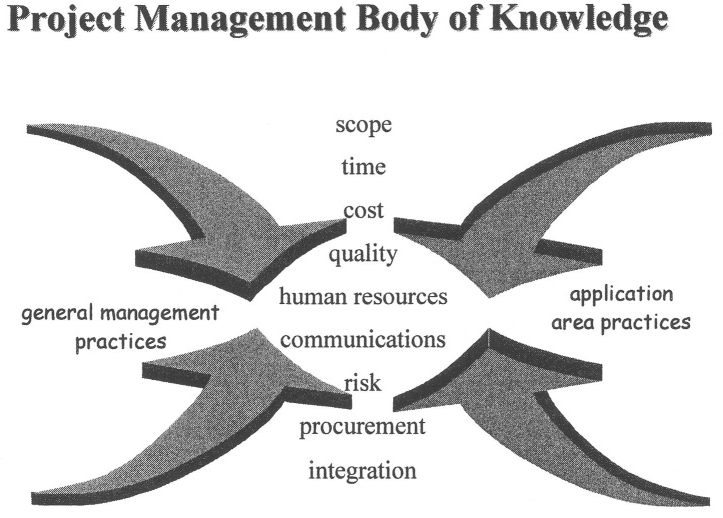 Project Management Body of Knowledge
scope
time
cost
quality
human resources
communications
risk
procurement
integration
general management
practices
application
area practices